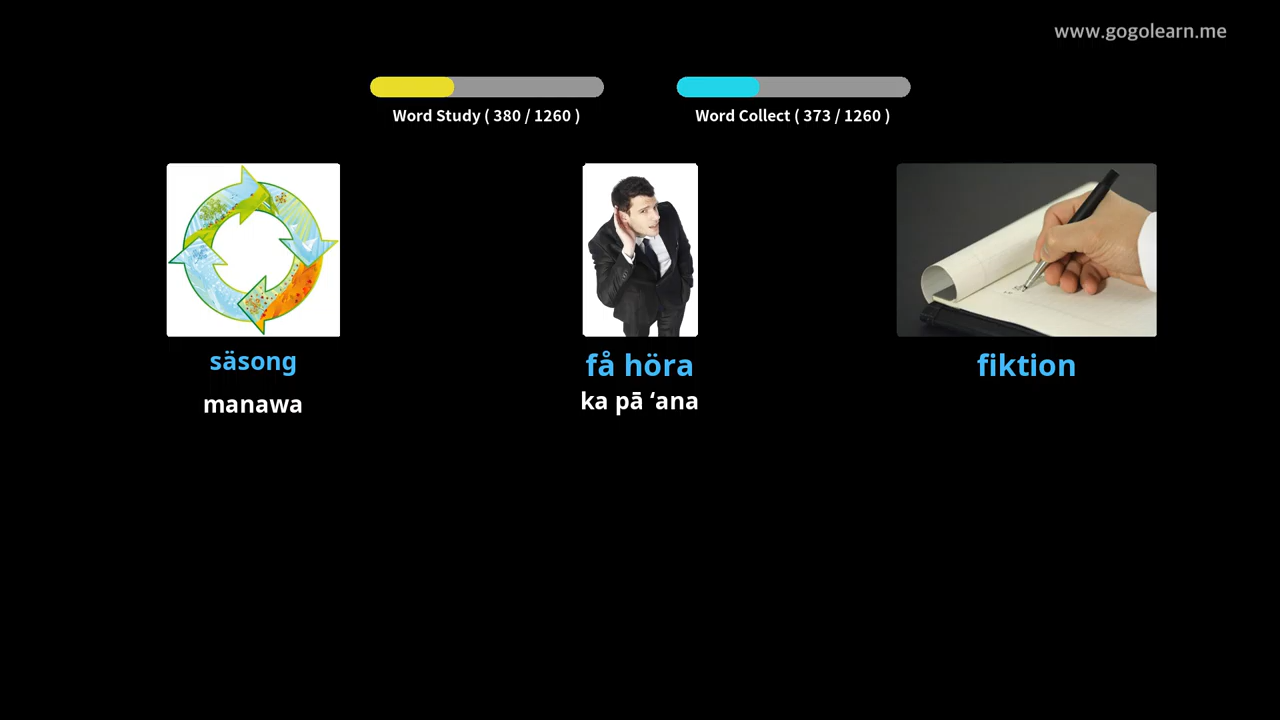 www.gogolearn.me
Word Study ( 380 / 1260 )
Word Collect ( 373 / 1260 )
säsong
få höra
fiktion
manawa
ka pā ʻana